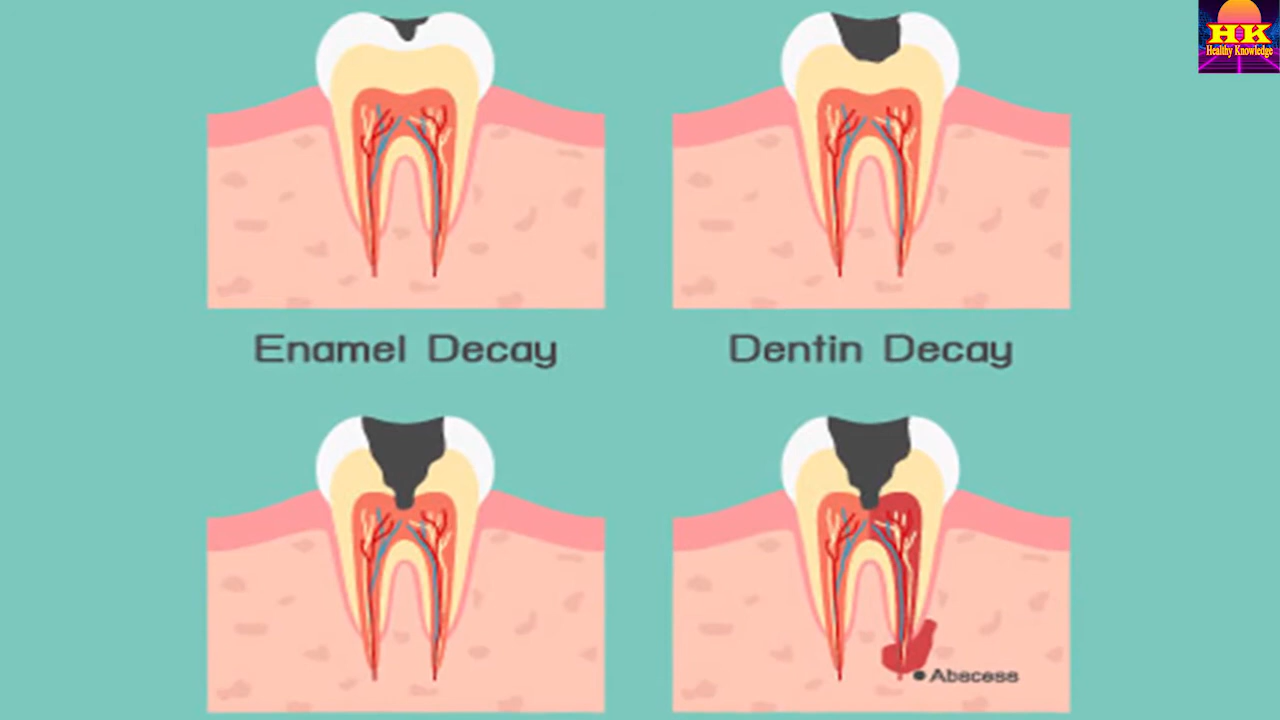 HK
Healthy Knowledge
Enamel Decay
Dentin Decay
Abscess